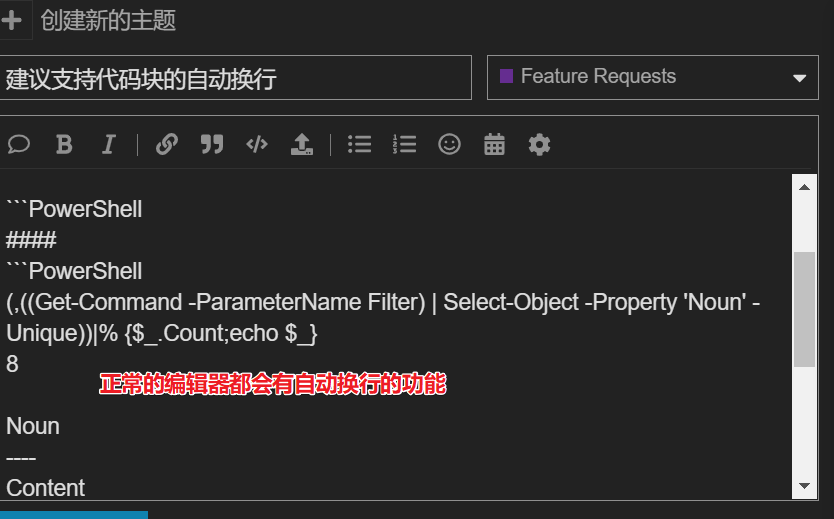 创建新的主题
建议支持代码块的自动换行
Feature Requests
```PowerShell
####
```PowerShell
(,((Get-Command -ParameterName Filter) | Select-Object -Property 'Noun' -
Unique))|% {$_.Count;echo $_}
8
正常的编辑器都会有自动换行的功能
Noun
----
Content